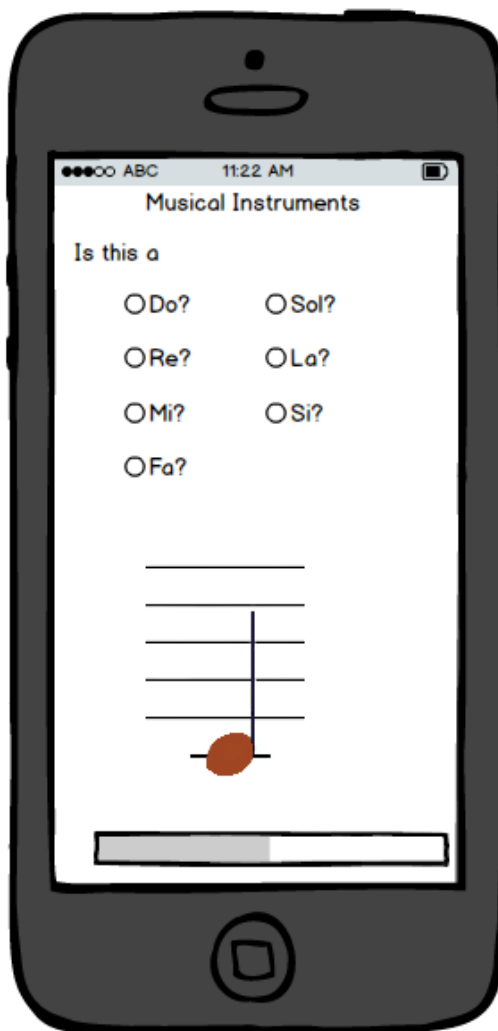 ABC 11:22 AM
Musical Instruments
Is this a
Do? Sol?
Re? La?
Mi? Si?
Fa?